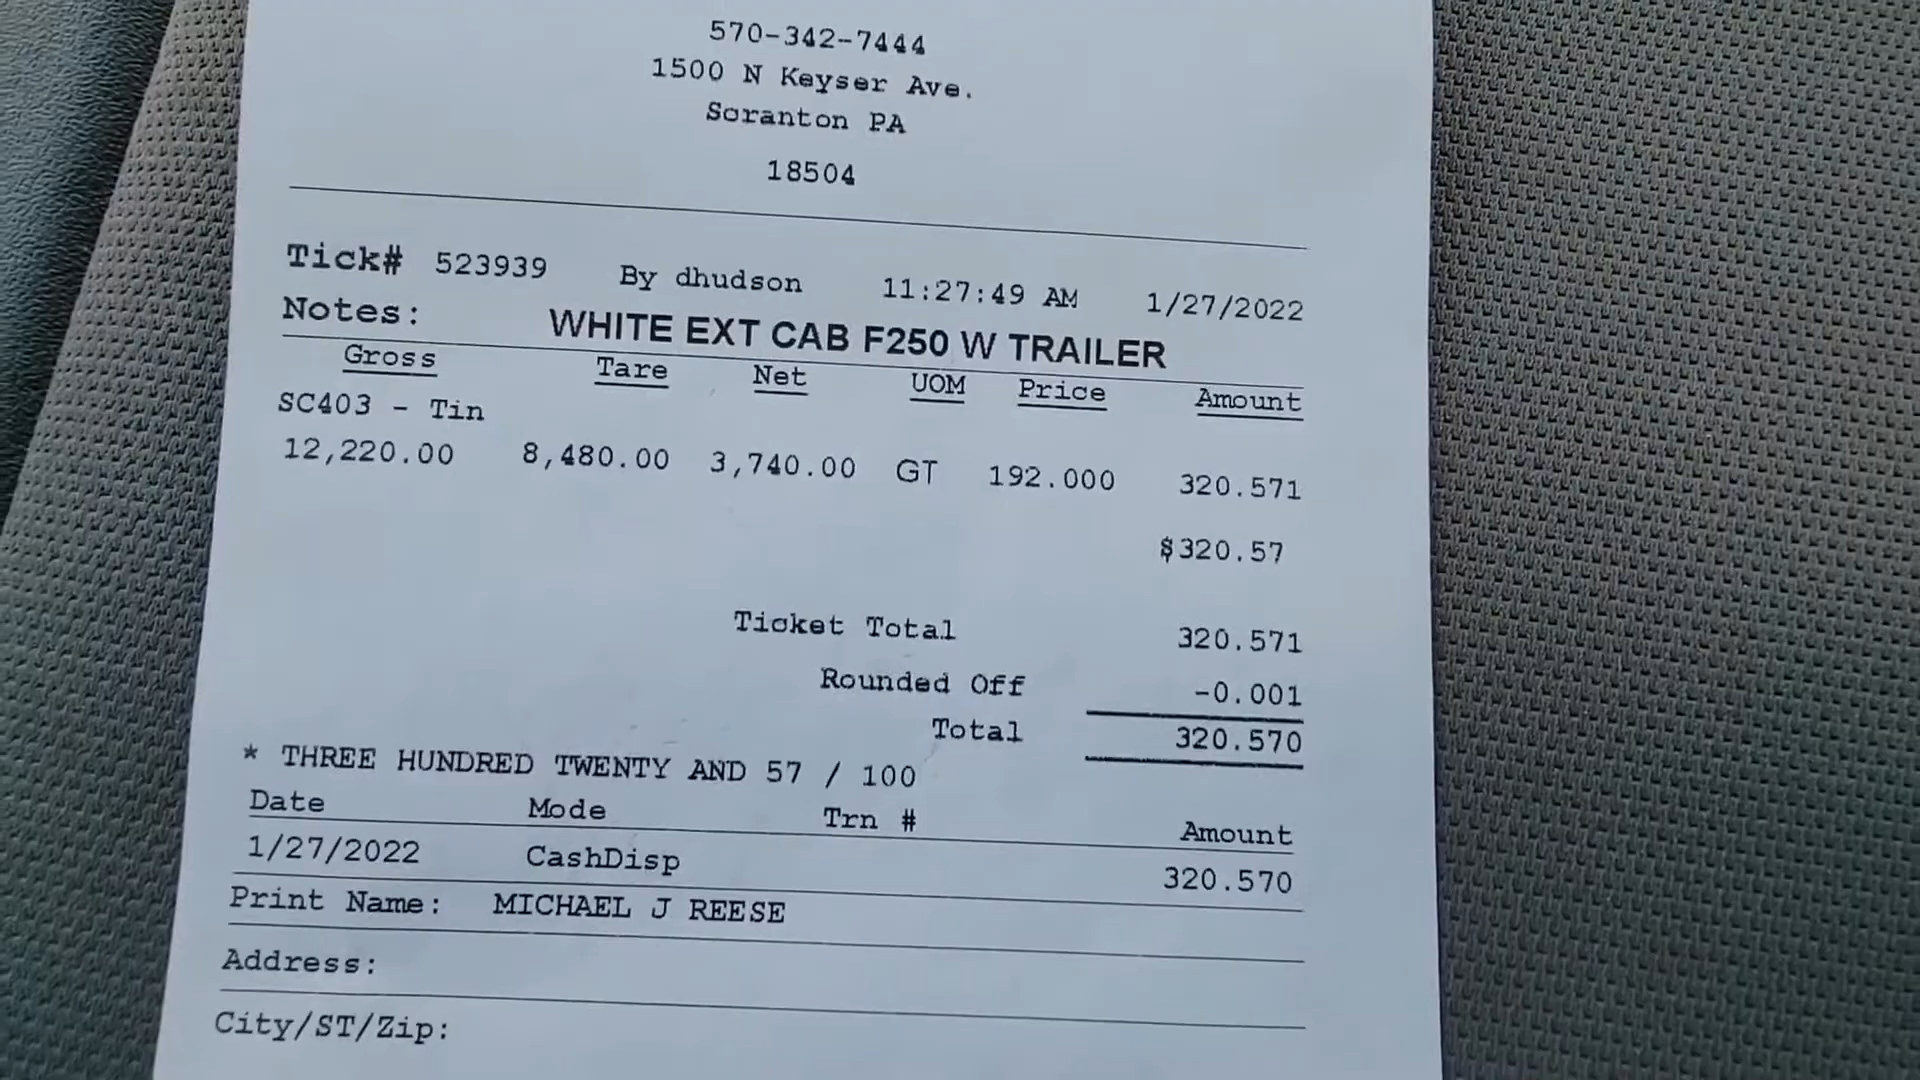 570-342-7444
1500 N Keyser Ave.
Scranton PA
18504
Tick# 523939 By dhudson 11:27:49 AM 1/27/2022
Notes: WHITE EXT CAB F250 W TRAILER
Gross Tare Net UOM Price Amount
SC403 - Tin
12,220.00 8,480.00 3,740.00 GT 192.000 320.571
$320.57
Ticket Total 320.571
Rounded Off -0.001
Total 320.570
* THREE HUNDRED TWENTY AND 57 / 100
Date Mode Trn # Amount
1/27/2022 CashDisp 320.570
Print Name: MICHAEL J REESE
Address:
City/ST/Zip: